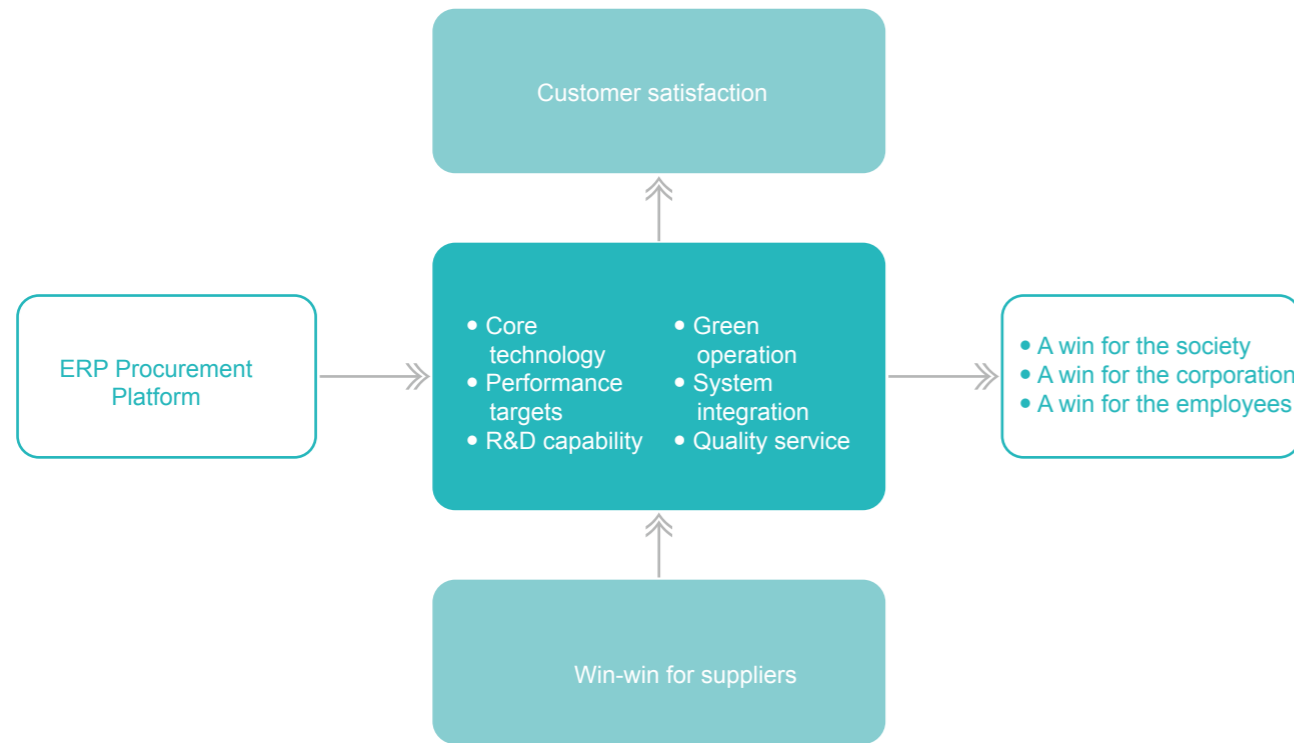 Customer satisfaction
ERP Procurement
Platform
• Core
technology
• Performance
targets
• R&D capability
• Green
operation
• System
integration
• Quality service
• A win for the society
• A win for the corporation
• A win for the employees
Win-win for suppliers